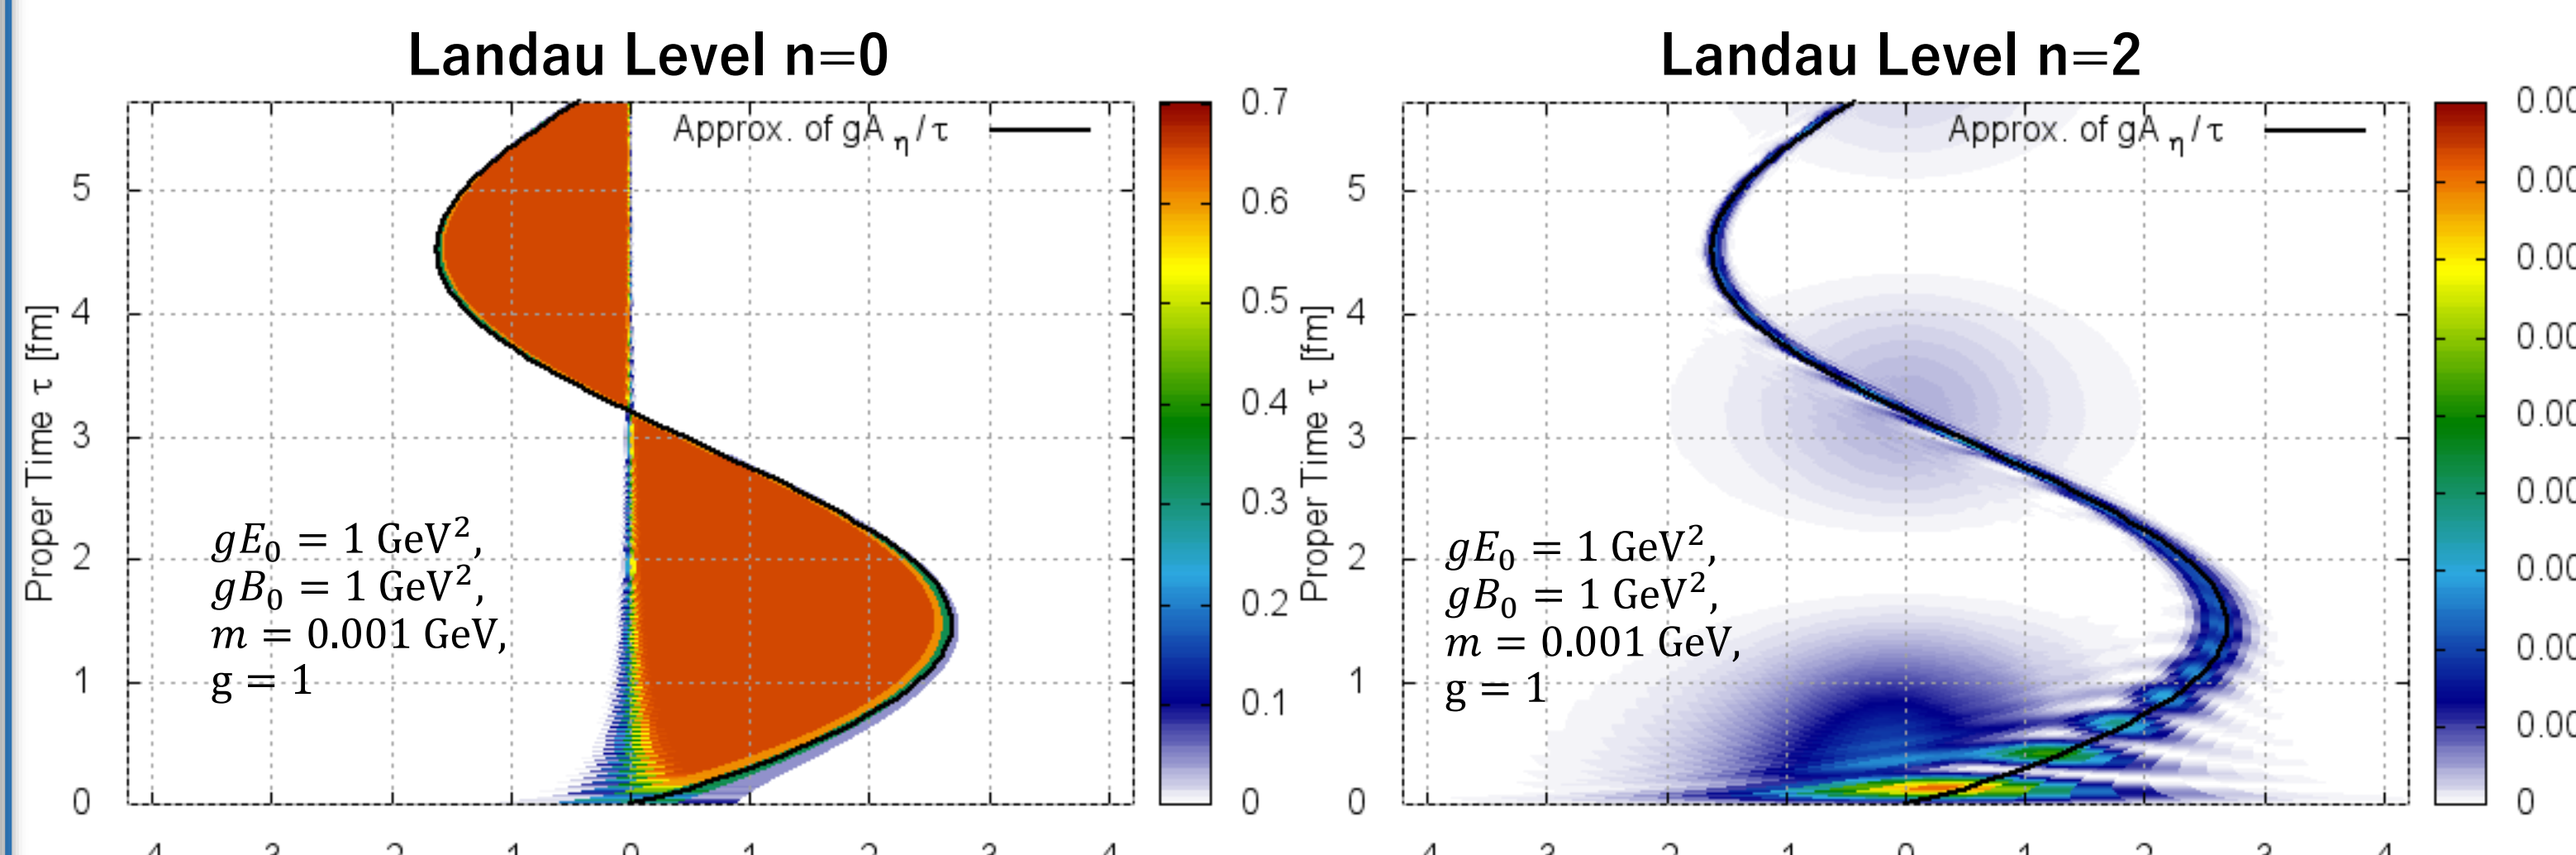 Landau Level n=0
Approx. of gA η/τ
Proper Time τ [fm]
5
4
3
2
1
0
gE₀ = 1 GeV²,
gB₀ = 1 GeV²,
m = 0.001 GeV,
g = 1
0.7
0.6
0.5
0.4
0.3
0.2
0.1
0
Landau Level n=2
Approx. of gA η/τ
Proper Time τ [fm]
5
4
3
2
1
0
gE₀ = 1 GeV²,
gB₀ = 1 GeV²,
m = 0.001 GeV,
g = 1
0